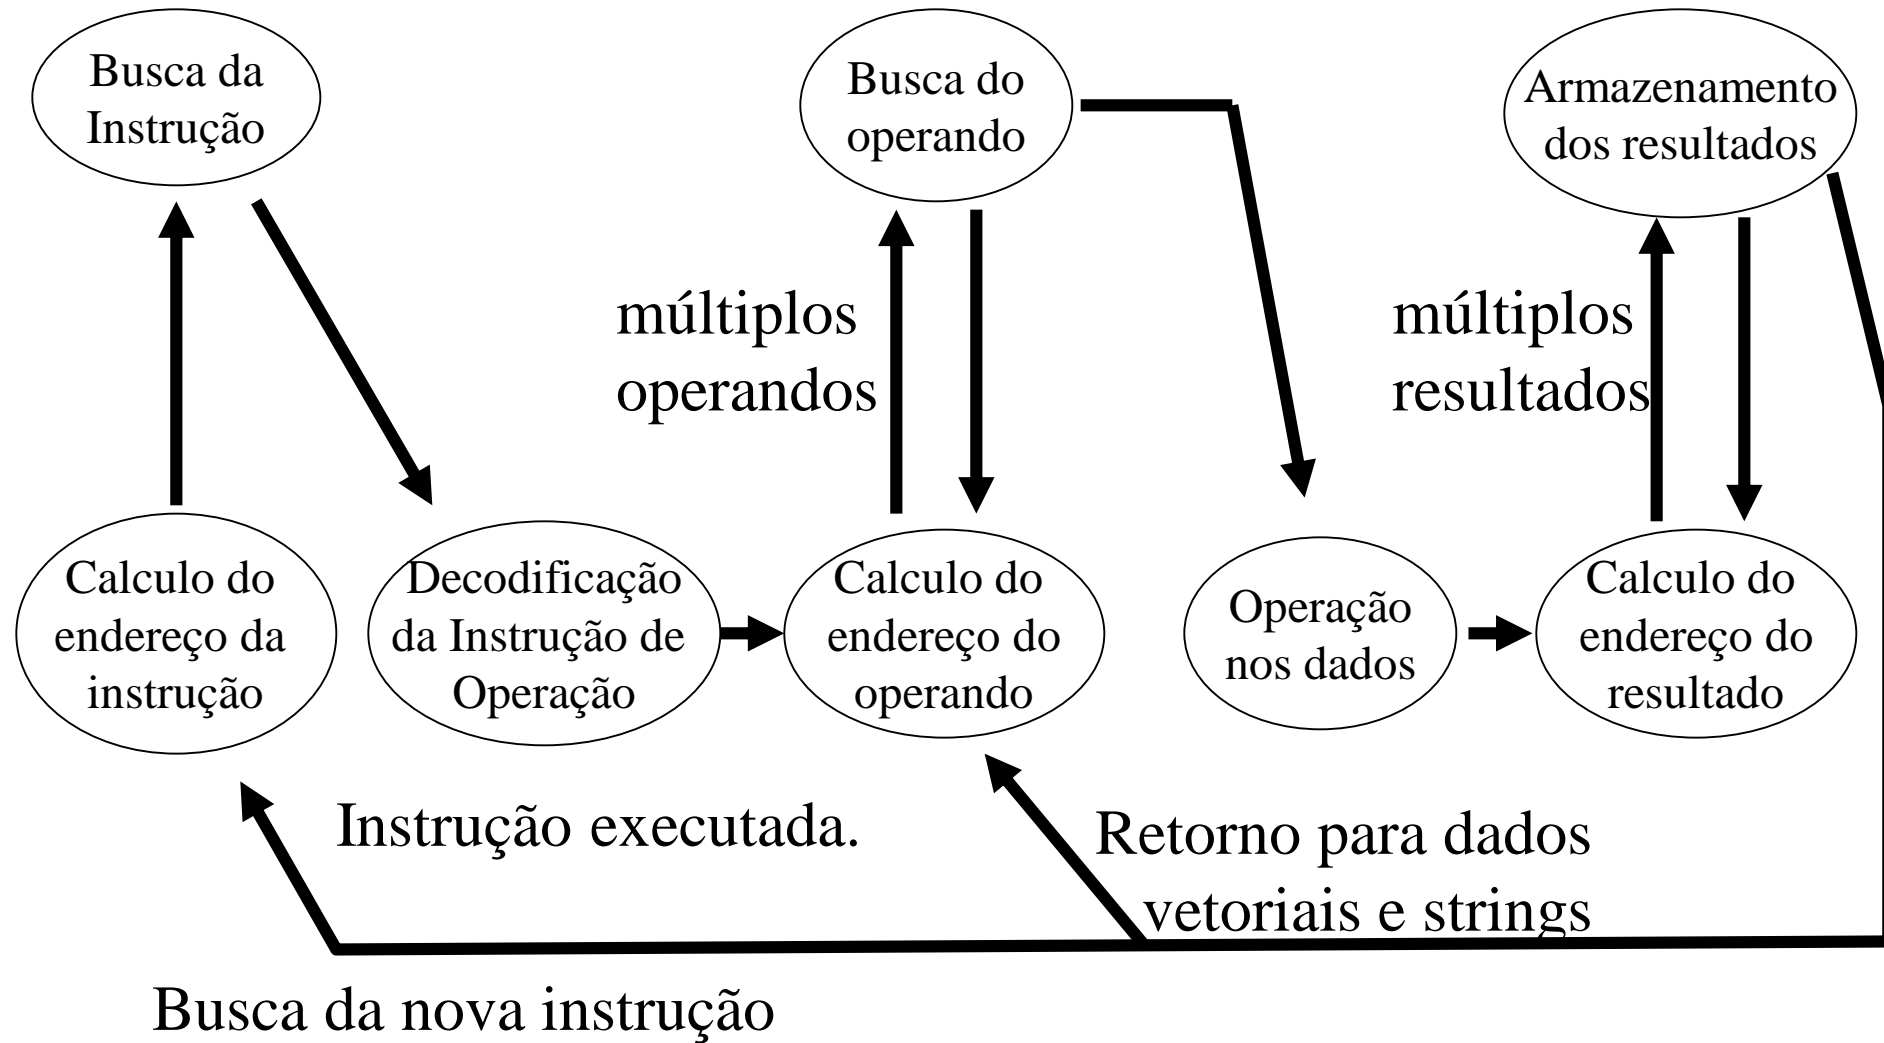 Busca da
Instrução
Busca do
operando
Armazenamento
dos resultados
múltiplos
operandos
múltiplos
resultados
Calculo do
endereço da
instrução
Decodificação
da Instrução de
Operação
Calculo do
endereço do
operando
Operação
nos dados
Calculo do
endereço do
resultado
Instrução executada.
Retorno para dados
vetoriais e strings
Busca da nova instrução